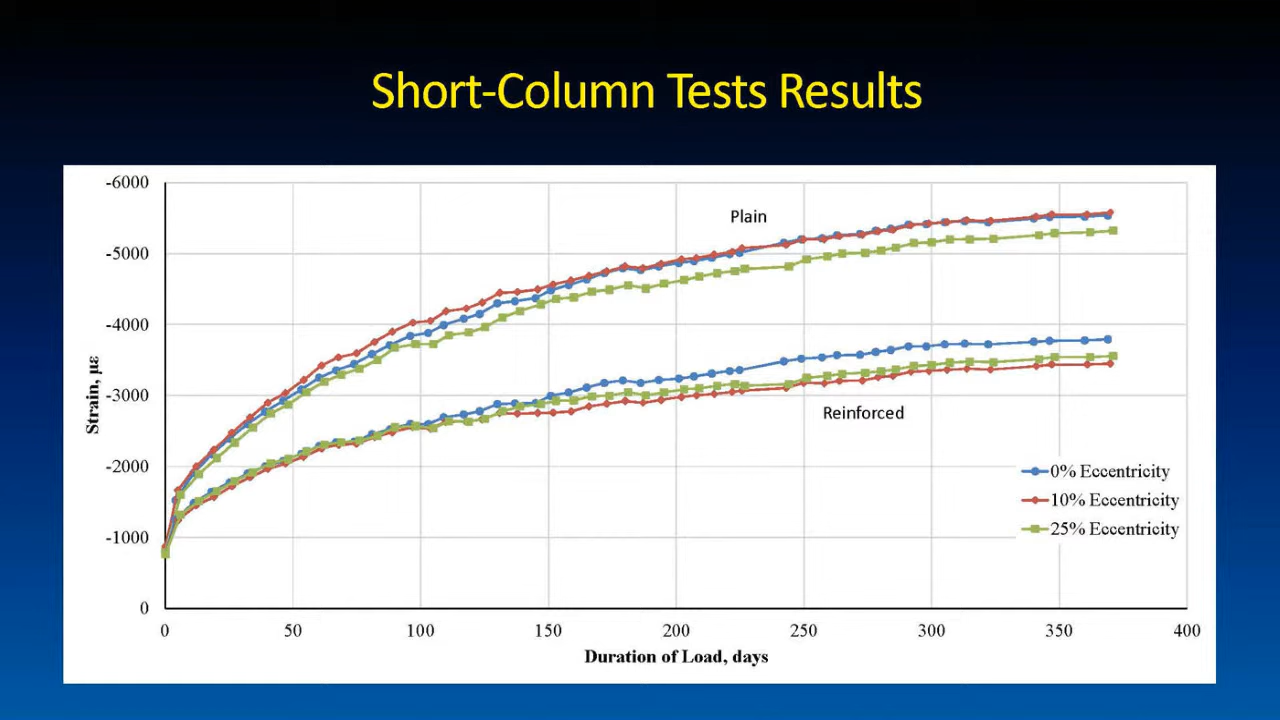 Short-Column Tests Results
-6000
-5000
-4000
-3000
-2000
-1000
0
Strain, με
Plain
Reinforced
0% Eccentricity
10% Eccentricity
25% Eccentricity
0 50 100 150 200 250 300 350 400
Duration of Load, days